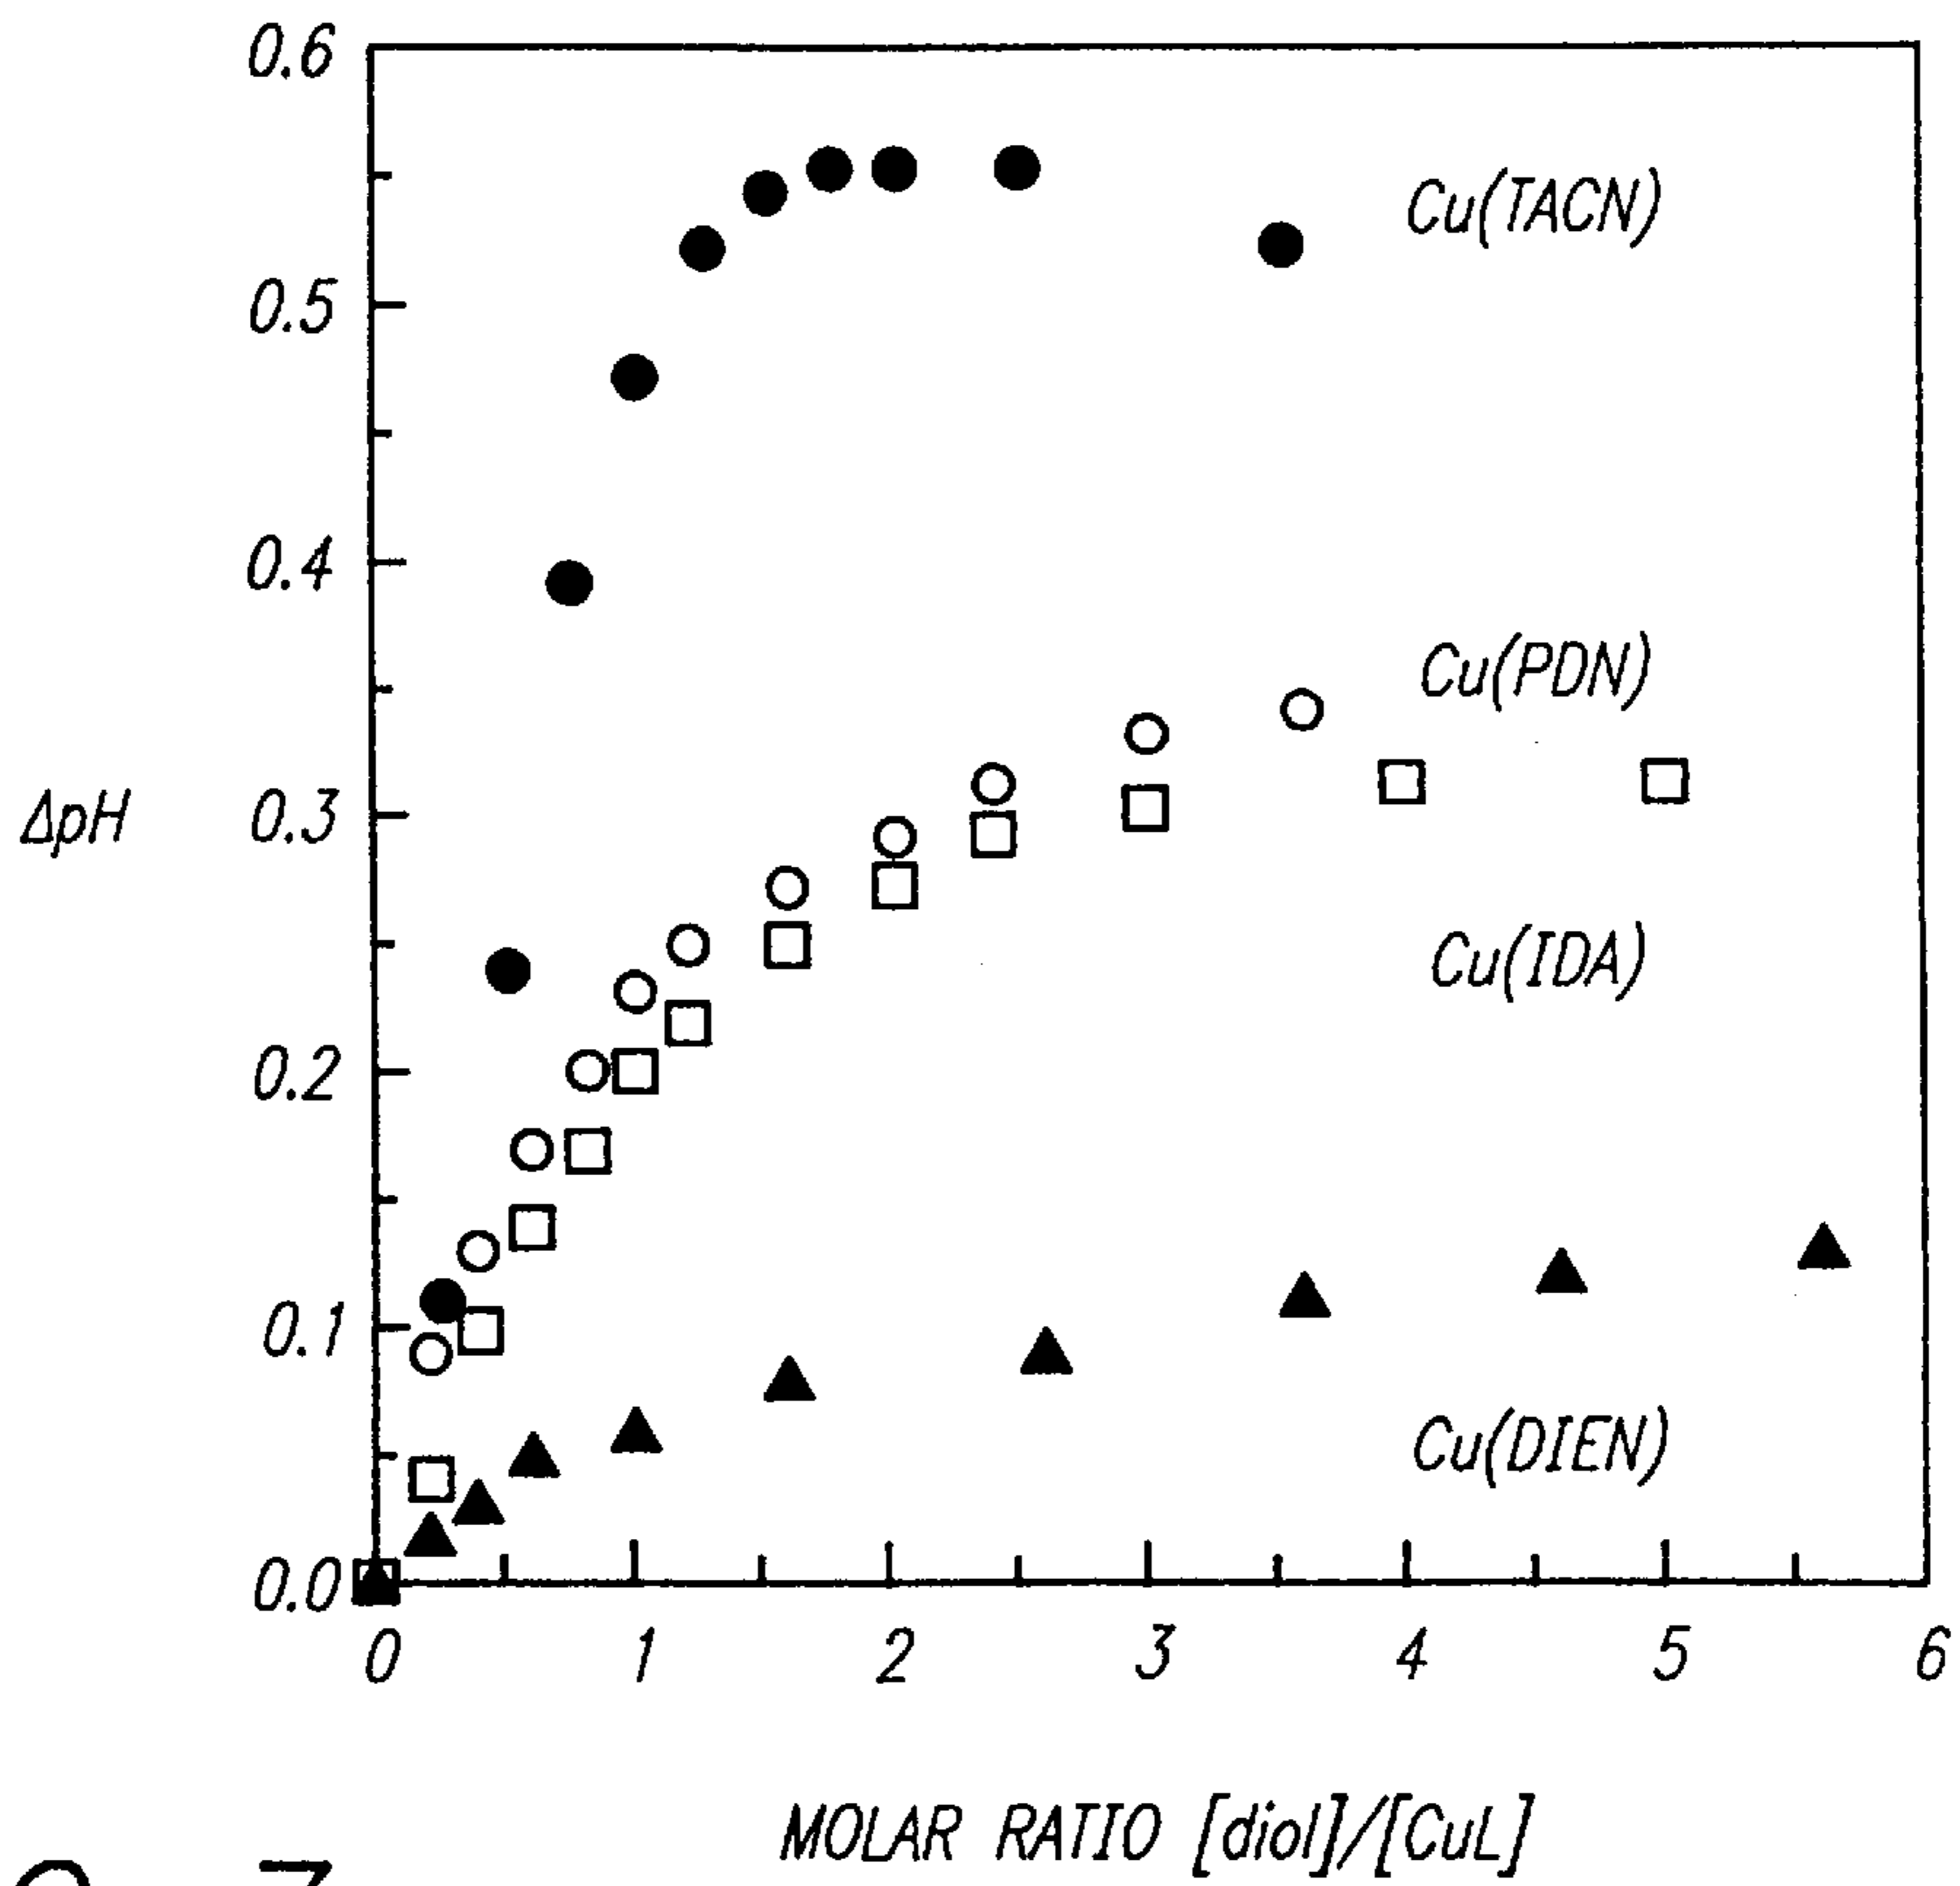 0.6
Cu(TACN)
0.5
0.4
Cu(PDN)
ΔpH
0.3
Cu(IDA)
0.2
0.1
Cu(DIEN)
0.0
0 1 2 3 4 5 6
MOLAR RATIO [diol]/[CuL]